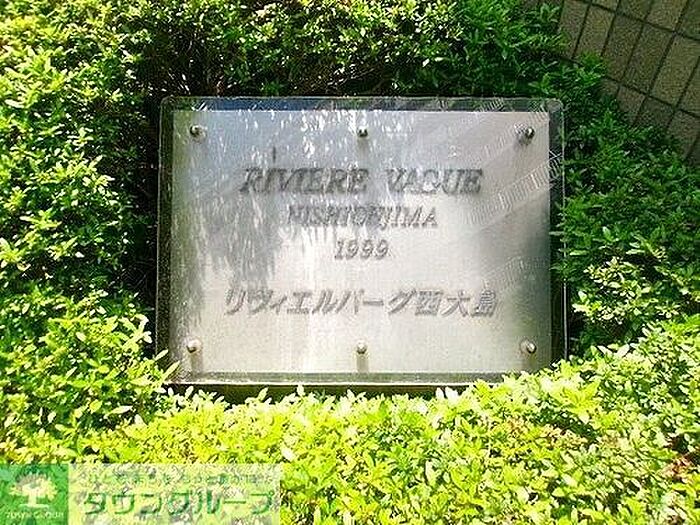 RIVIERE VAGUE
NISHIOHJIMA
1999
リヴィエルバーグ西大島
タウングループ